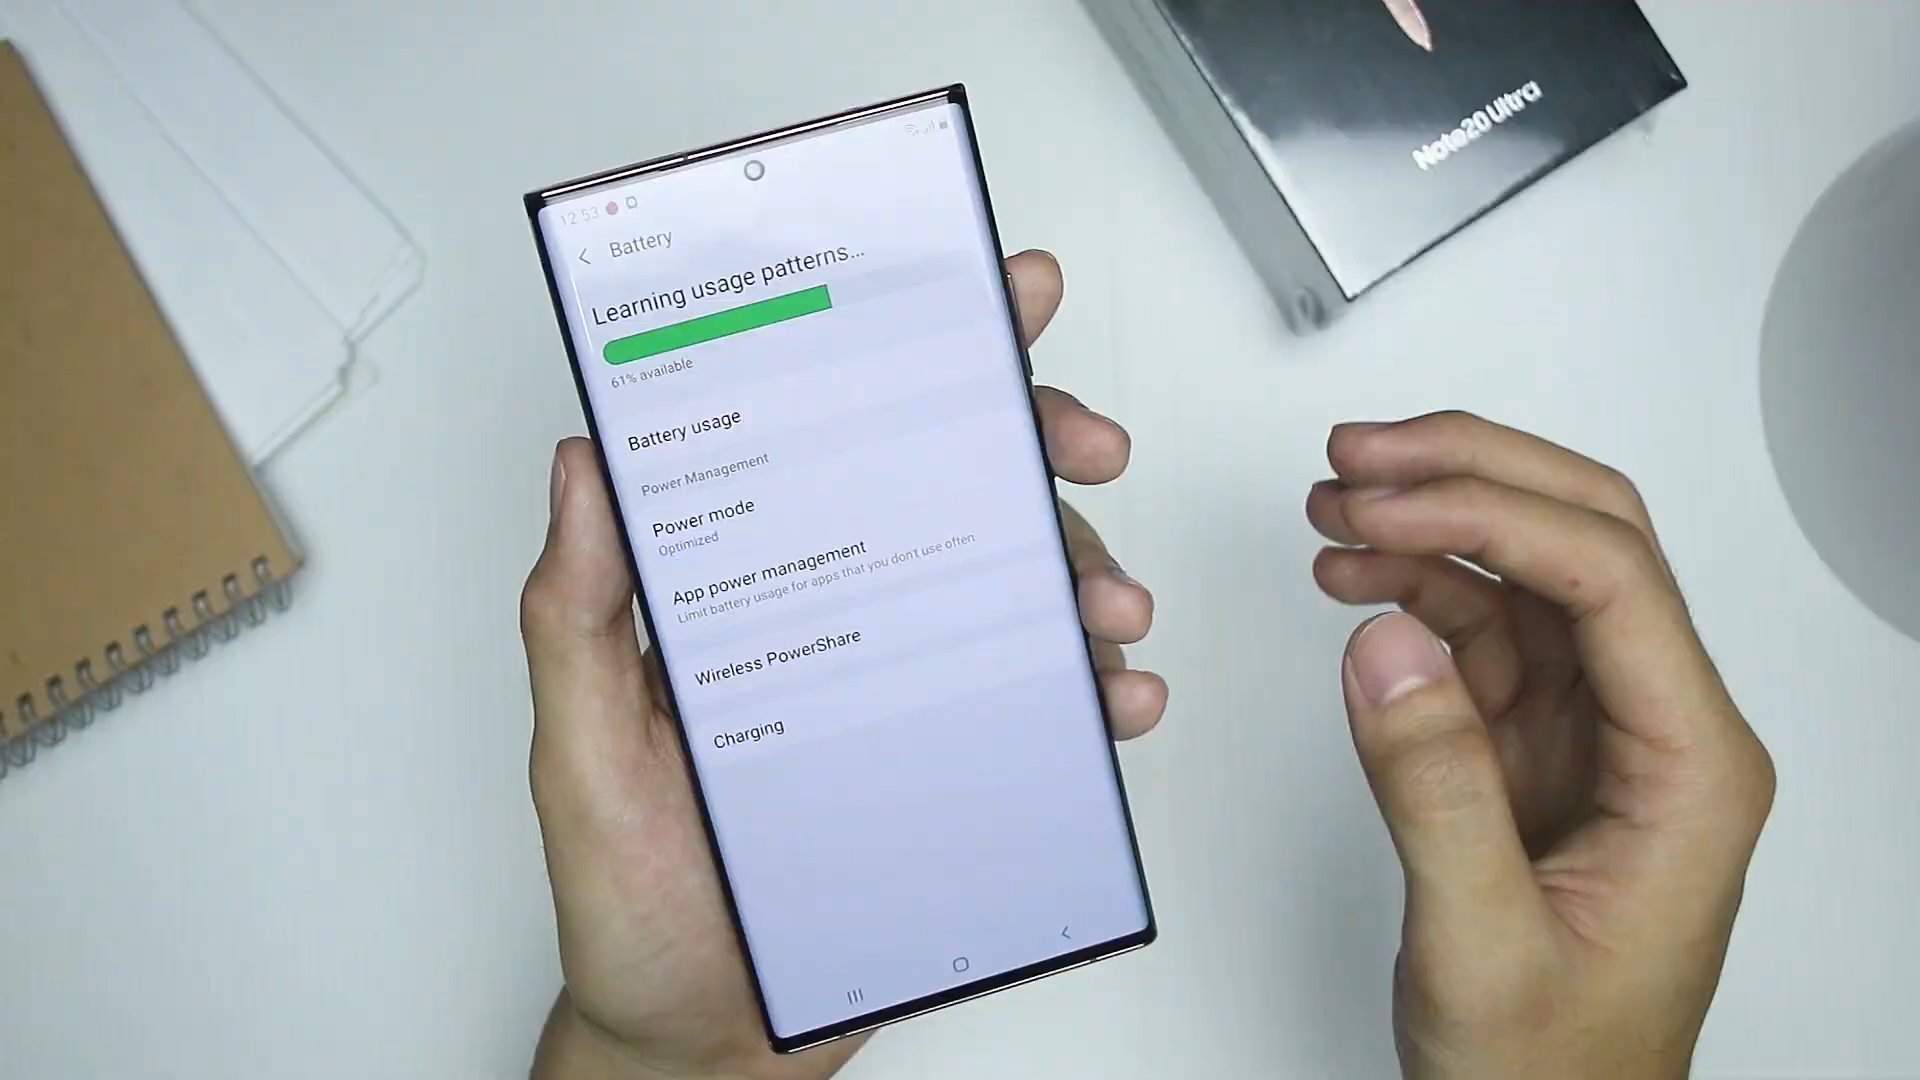 Note20 Ultra
12:53
Battery
Learning usage patterns...
61% available
Battery usage
Power Management
Power mode
Optimized
App power management
Limit battery usage for apps that you don't use often
Wireless PowerShare
Charging